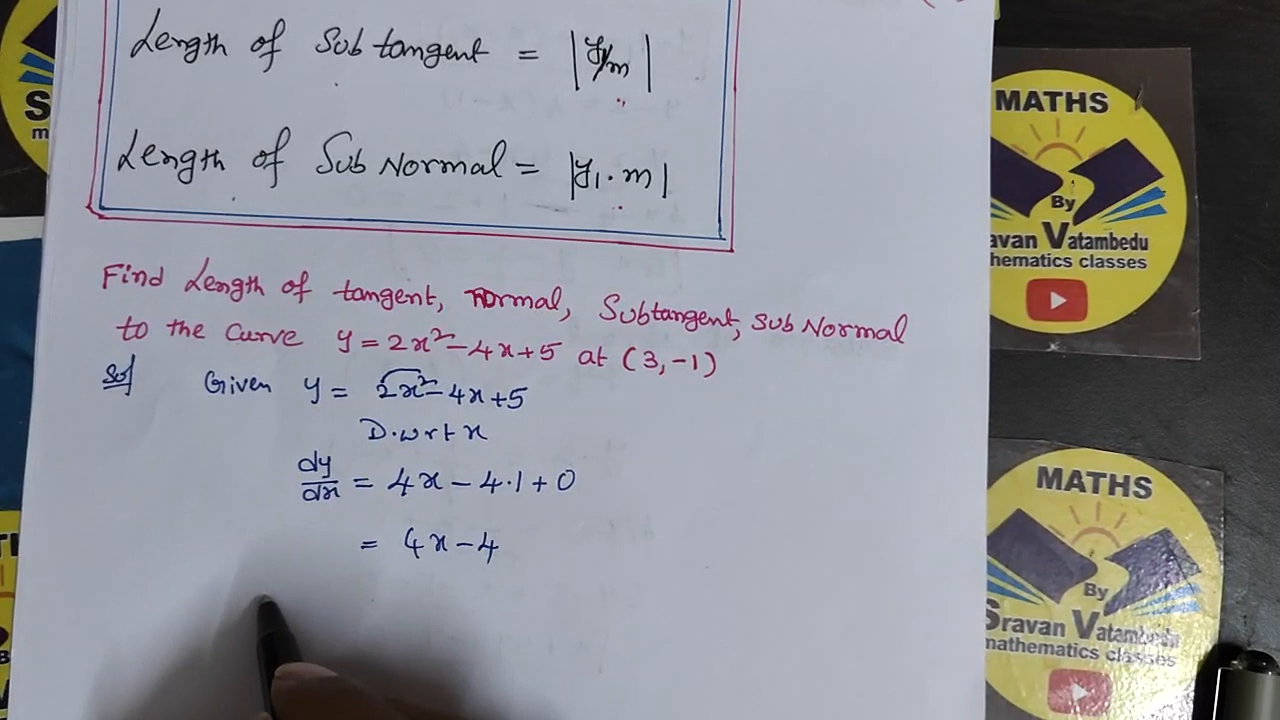 Length of Sub tangent = |y/m|
Length of Sub Normal = |y₁·m|
Find Length of tangent, normal, Subtangent, Sub Normal
to the Curve y = 2x² - 4x + 5 at (3, -1)
Sol Given y = 2x² - 4x + 5
D.w r t x
dy/dx = 4x - 4·1 + 0
= 4x - 4
MATHS
By
avan Vatambedu
hematics classes
MATHS
By
Sravan Vatambedu
mathematics classes